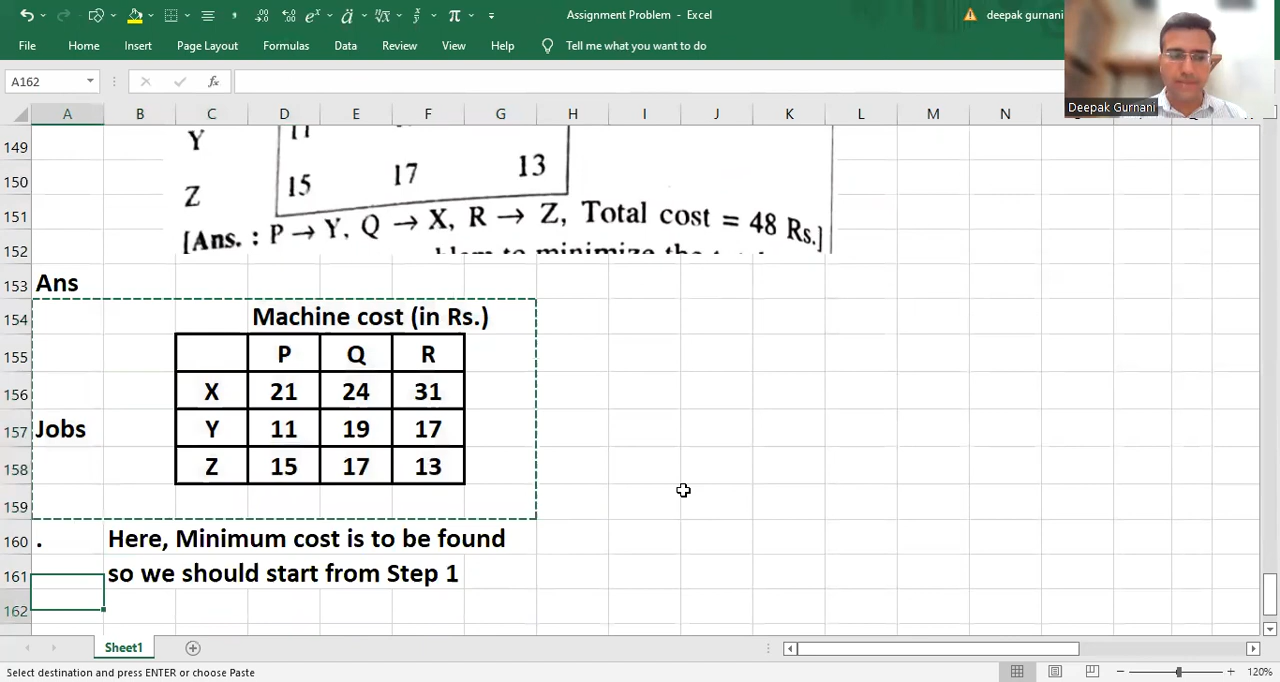 Assignment Problem - Excel
deepak gurnani
File Home Insert Page Layout Formulas Data Review View Help Tell me what you want to do
Deepak Gurnani
A162 fx
A B C D E F G H I J K L M N O
149 Y 11
150 15 17 13
151 Z
[Ans. : P → Y, Q → X, R → Z, Total cost = 48 Rs.]
152
153 Ans
154 Machine cost (in Rs.)
155 P Q R
156 X 21 24 31
157 Jobs Y 11 19 17
158 Z 15 17 13
159
160 . Here, Minimum cost is to be found
161 so we should start from Step 1
162
Sheet1
Select destination and press ENTER or choose Paste 120%